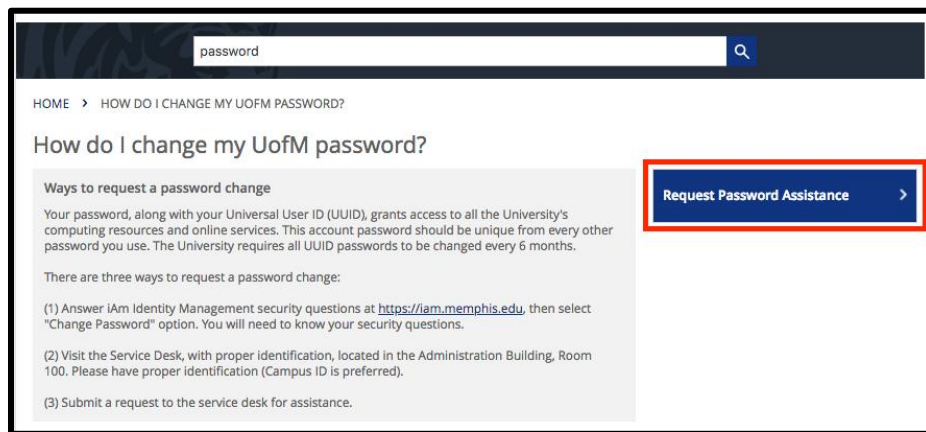 password
HOME > HOW DO I CHANGE MY UOFM PASSWORD?
How do I change my UofM password?
Ways to request a password change
Your password, along with your Universal User ID (UUID), grants access to all the University's
computing resources and online services. This account password should be unique from every other
password you use. The University requires all UUID passwords to be changed every 6 months.
There are three ways to request a password change:
(1) Answer iAm Identity Management security questions at https://iam.memphis.edu, then select
"Change Password" option. You will need to know your security questions.
(2) Visit the Service Desk, with proper identification, located in the Administration Building, Room
100. Please have proper identification (Campus ID is preferred).
(3) Submit a request to the service desk for assistance.
Request Password Assistance >